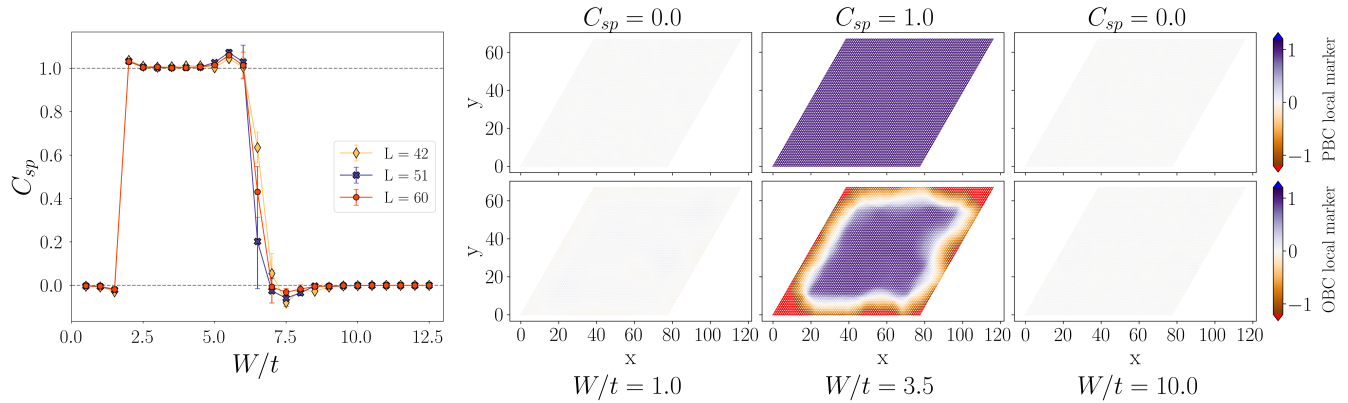 C_sp
1.0
0.8
0.6
0.4
0.2
0.0
0.0 2.5 5.0 7.5 10.0 12.5
W/t
L = 42
L = 51
L = 60
C_sp = 0.0
C_sp = 1.0
C_sp = 0.0
y
60
40
20
0
1
0
−1
PBC local marker
y
60
40
20
0
1
0
−1
OBC local marker
0 20 40 60 80 100 120
0 20 40 60 80 100 120
0 20 40 60 80 100 120
x
x
x
W/t = 1.0
W/t = 3.5
W/t = 10.0